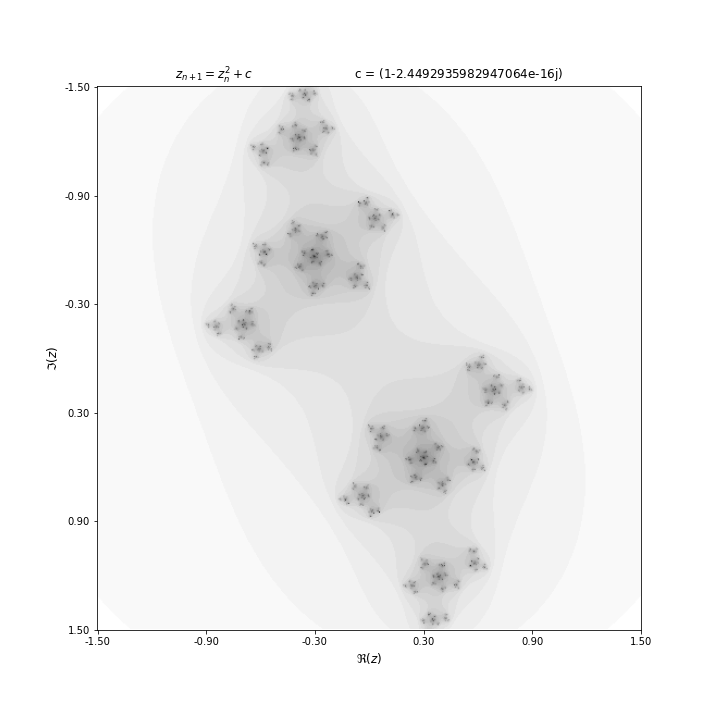 z_{n+1} = z_n^2 + c
c = (1-2.4492935982947064e-16j)
-1.50
-0.90
-0.30
ℑ(z)
0.30
0.90
1.50
-1.50 -0.90 -0.30 0.30 0.90 1.50
ℜ(z)